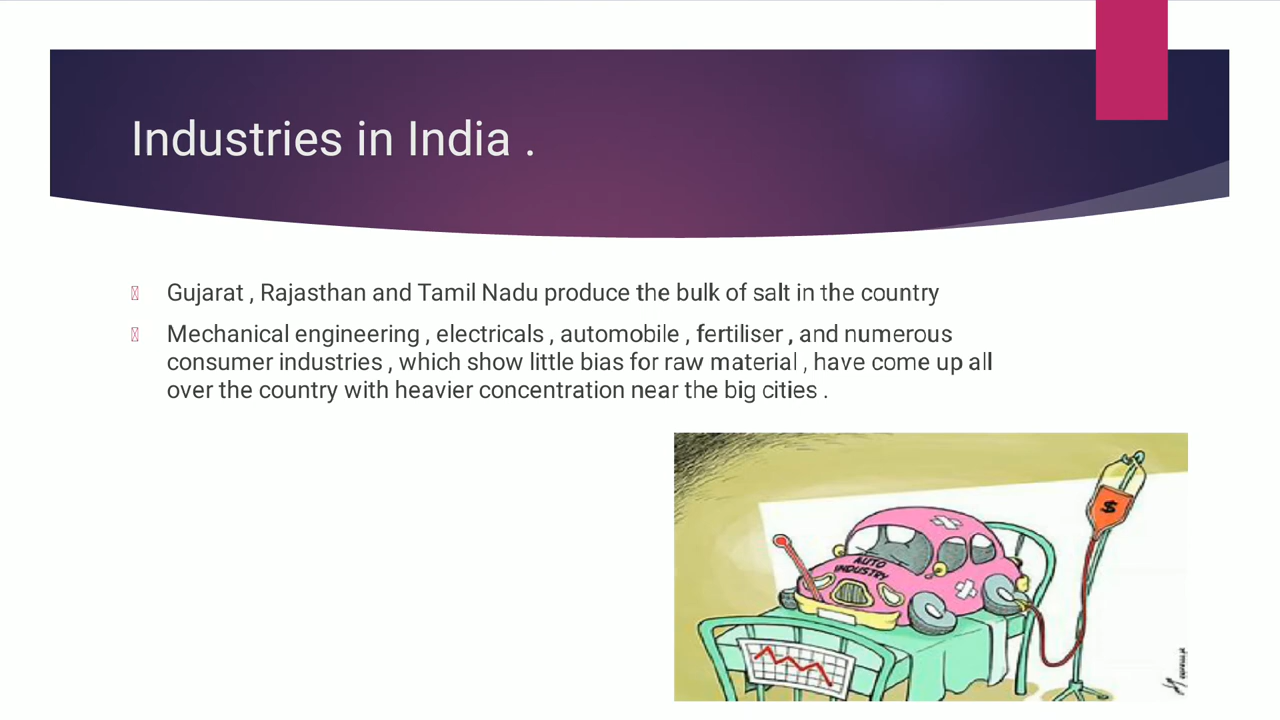 Industries in India .
Gujarat , Rajasthan and Tamil Nadu produce the bulk of salt in the country
Mechanical engineering , electricals , automobile , fertiliser , and numerous
consumer industries , which show little bias for raw material , have come up all
over the country with heavier concentration near the big cities .
$
AUTO
INDUSTRY